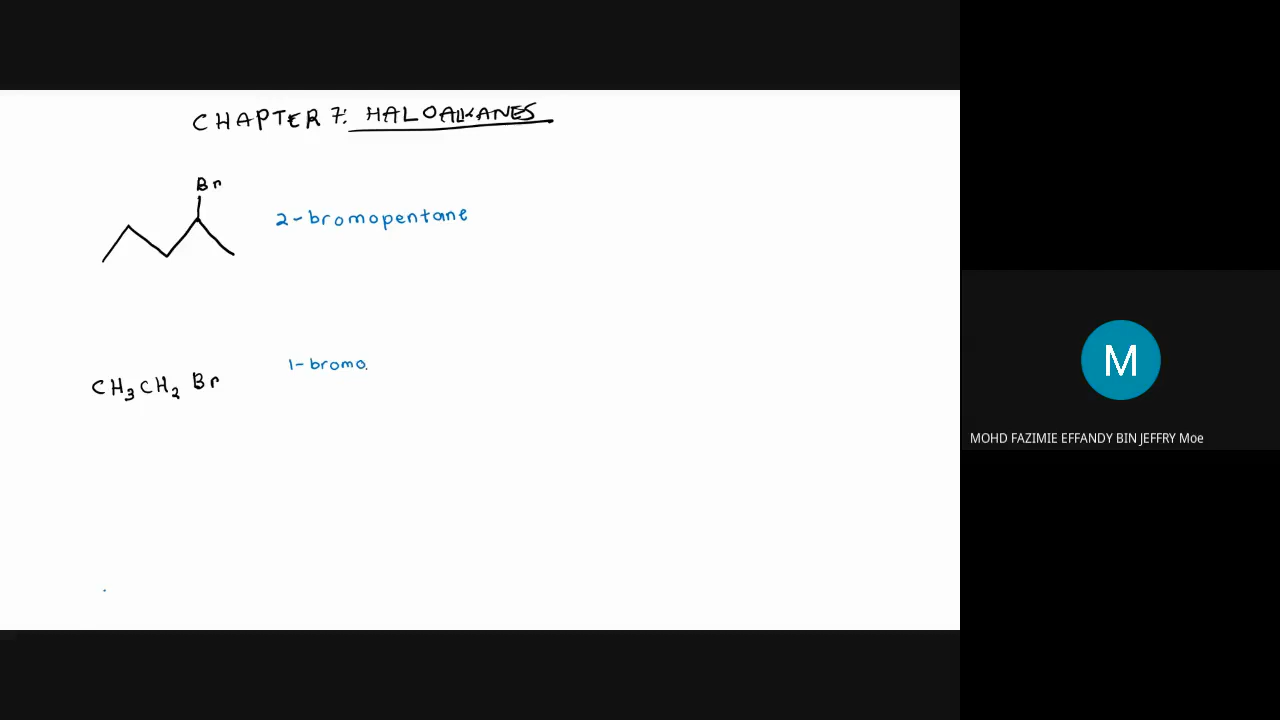 CHAPTER 7: HALOALKANES
Br
2-bromopentane
1-bromo
CH₃CH₂Br
M
MOHD FAZIMIE EFFANDY BIN JEFFRY Moe